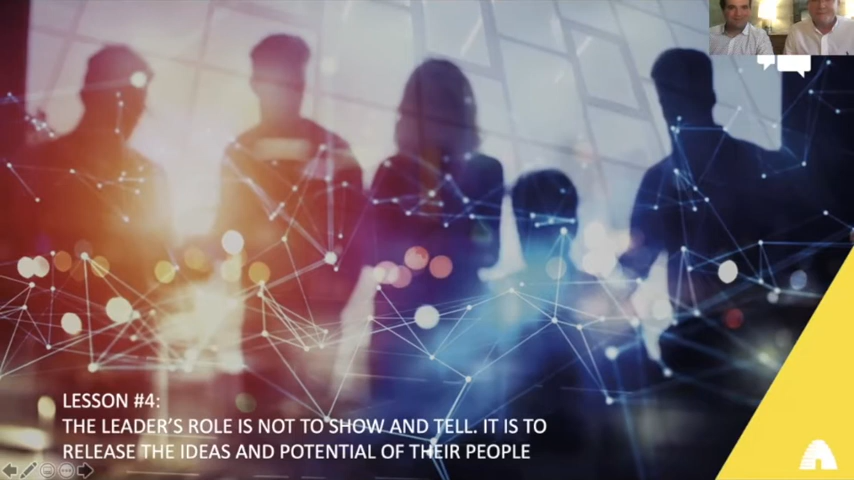 LESSON #4:
THE LEADER'S ROLE IS NOT TO SHOW AND TELL. IT IS TO
RELEASE THE IDEAS AND POTENTIAL OF THEIR PEOPLE